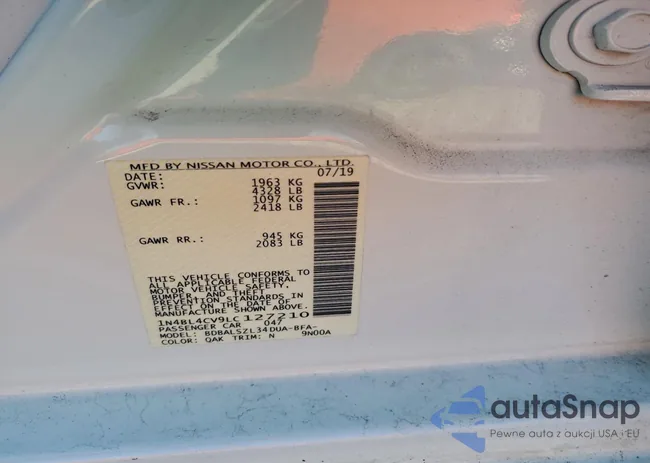 MFD BY NISSAN MOTOR CO., LTD.
DATE: 07/19
GVWR: 1963 KG
4328 LB
GAWR FR.: 1097 KG
2418 LB
GAWR RR.: 945 KG
2083 LB
THIS VEHICLE CONFORMS TO
ALL APPLICABLE FEDERAL
MOTOR VEHICLE SAFETY,
BUMPER, AND THEFT
PREVENTION STANDARDS IN
EFFECT ON THE DATE OF
MANUFACTURE SHOWN ABOVE.
1N4BL4CV9LC127210
PASSENGER CAR 047
MODEL: BDBALSZL34DUA-BFA-
COLOR: QAK TRIM: N 9N00A
autaSnap
Pewne auta z aukcji USA · EU